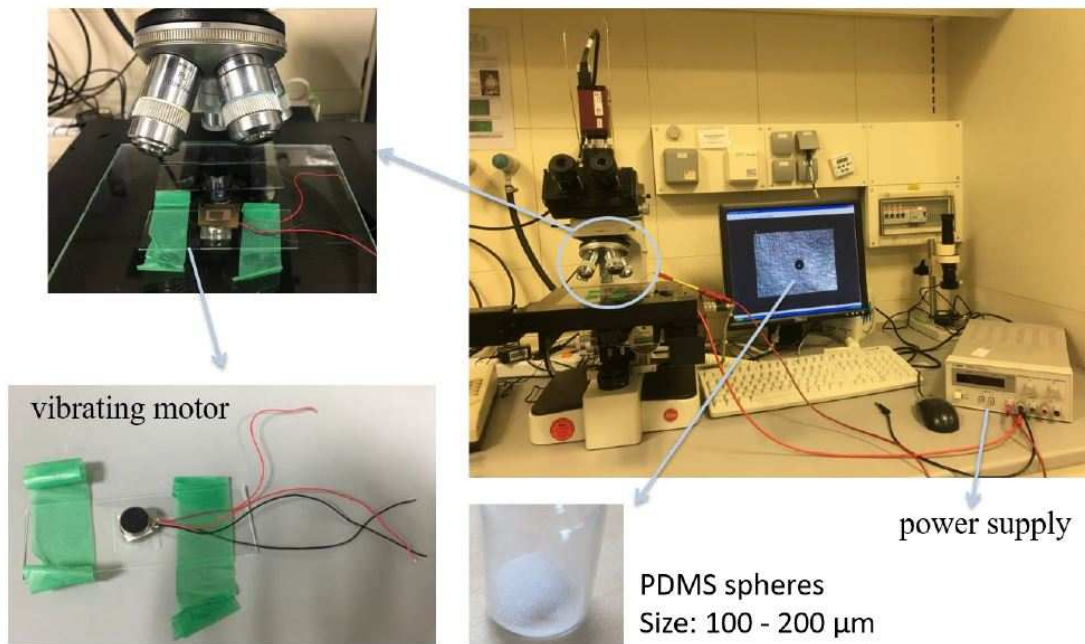 vibrating motor
power supply
PDMS spheres
Size: 100 - 200 µm